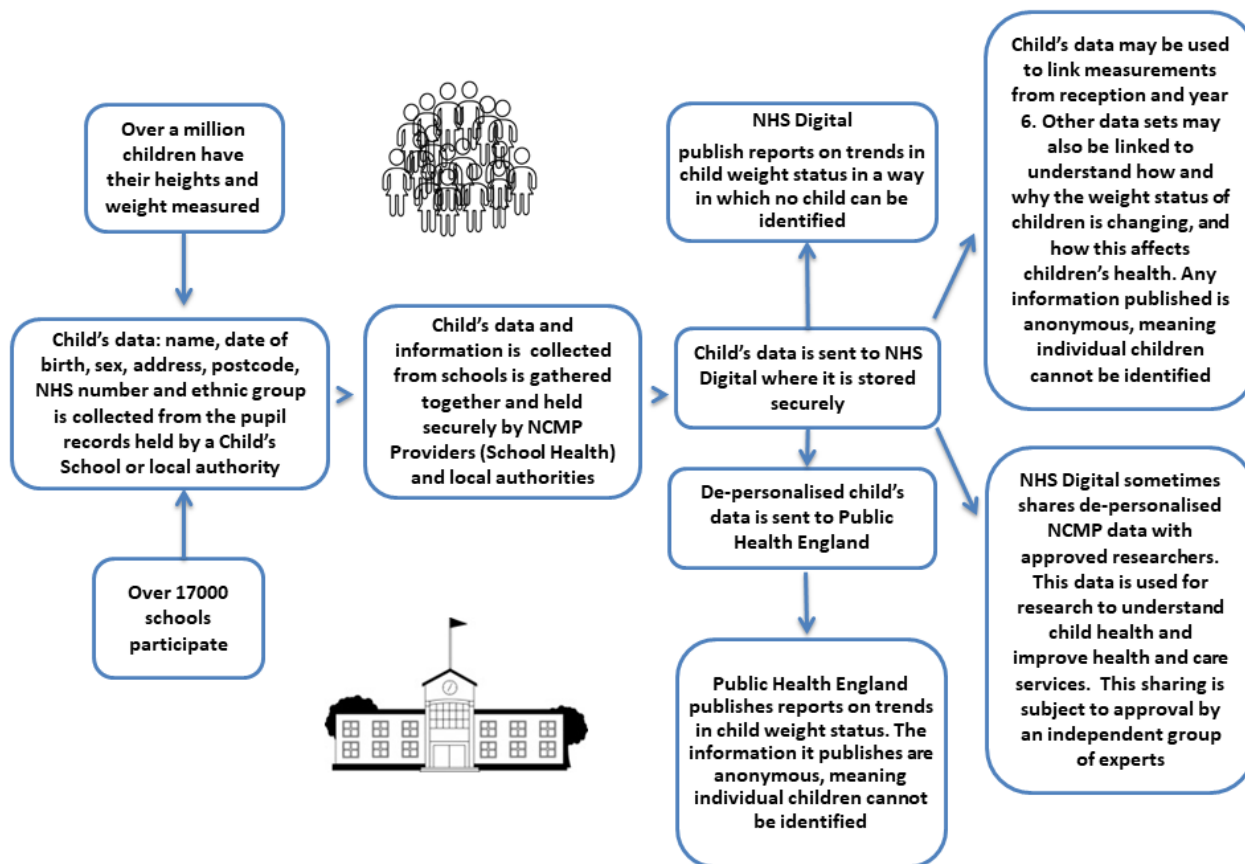 Over a million
children have
their heights and
weight measured
Child's data: name, date of
birth, sex, address, postcode,
NHS number and ethnic group
is collected from the pupil
records held by a Child's
School or local authority
Over 17000
schools
participate
Child's data and
information is collected
from schools is gathered
together and held
securely by NCMP
Providers (School Health)
and local authorities
NHS Digital
publish reports on trends in
child weight status in a way
in which no child can be
identified
Child's data is sent to NHS
Digital where it is stored
securely
De-personalised child's
data is sent to Public
Health England
Public Health England
publishes reports on trends
in child weight status. The
information it publishes are
anonymous, meaning
individual children cannot
be identified
Child's data may be used
to link measurements
from reception and year
6. Other data sets may
also be linked to
understand how and
why the weight status of
children is changing, and
how this affects
children's health. Any
information published is
anonymous, meaning
individual children
cannot be identified
NHS Digital sometimes
shares de-personalised
NCMP data with
approved researchers.
This data is used for
research to understand
child health and
improve health and care
services.  This sharing is
subject to approval by
an independent group
of experts